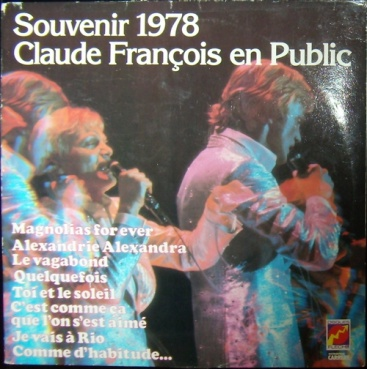 Souvenir 1978
Claude François en Public
Magnolias for ever
Alexandrie Alexandra
Le vagabond
Quelquefois
Toi et le soleil
C'est comme ça
que l'on s'est aimé
Je vais à Rio
Comme d'habitude...